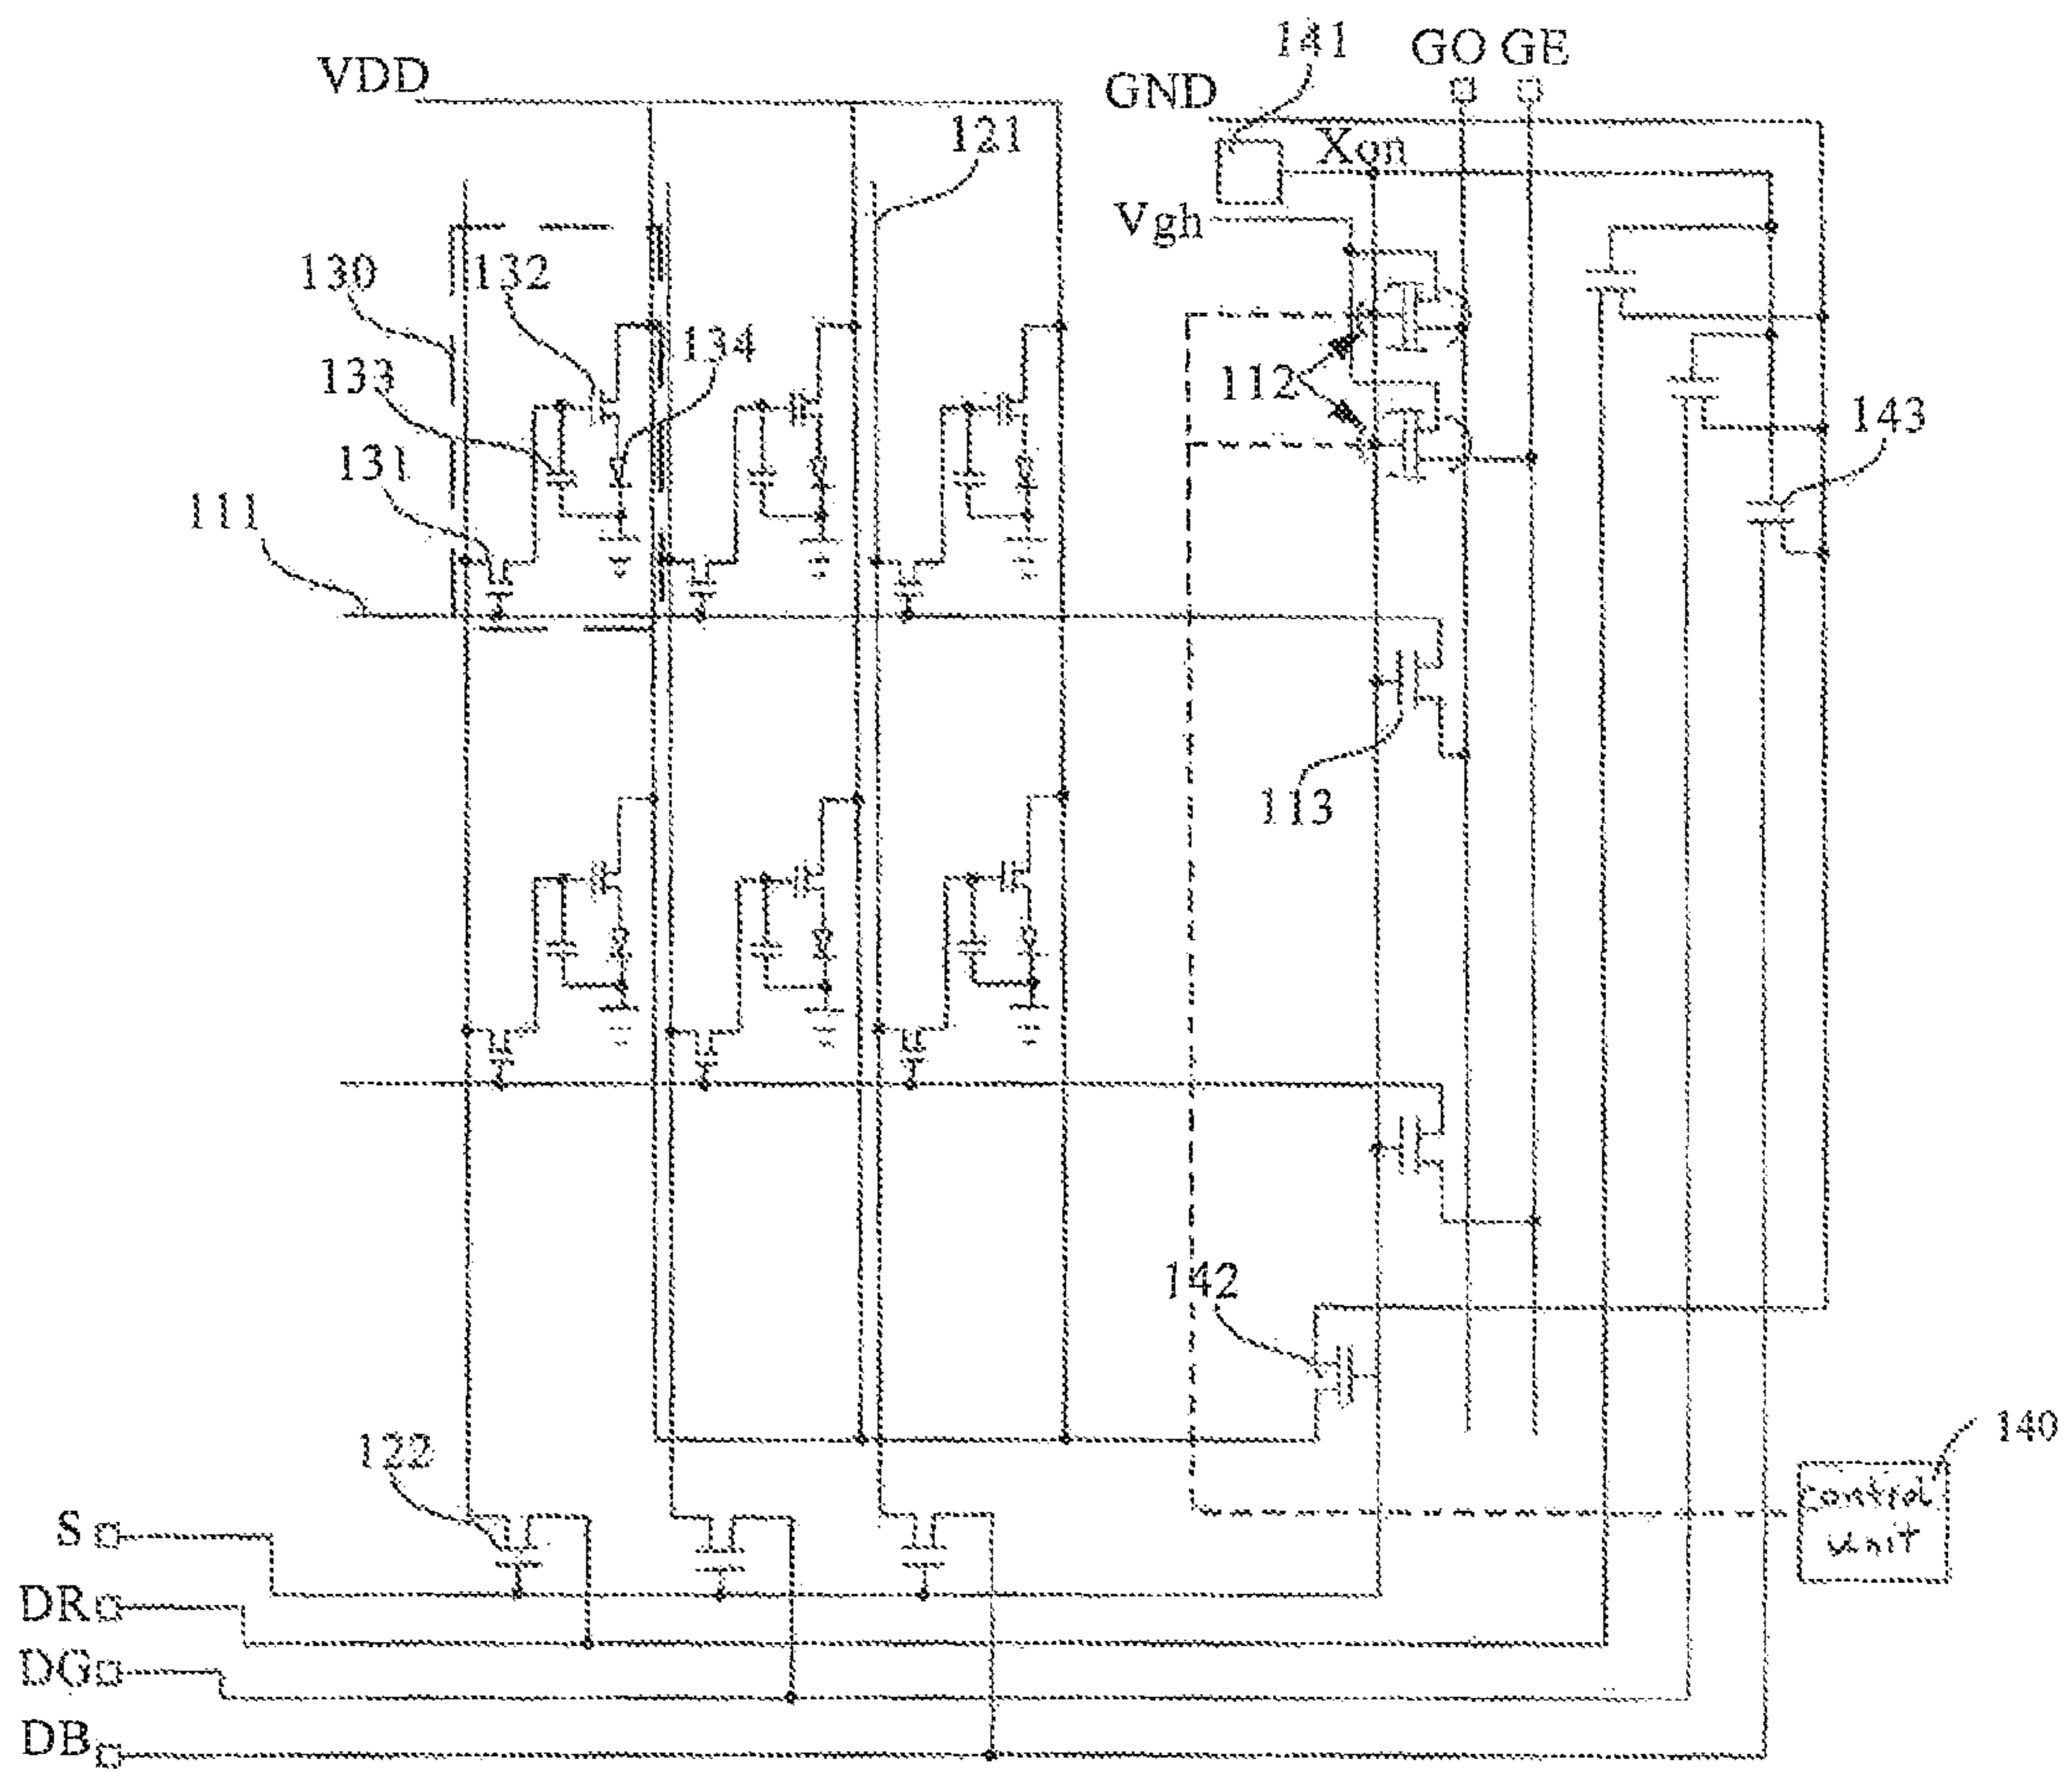 141
GO GE
VDD
GND
121
Xon
Vgh
130
132
134
133
112
143
131
111
113
142
140
122
control
unit
S
DR
DG
DB